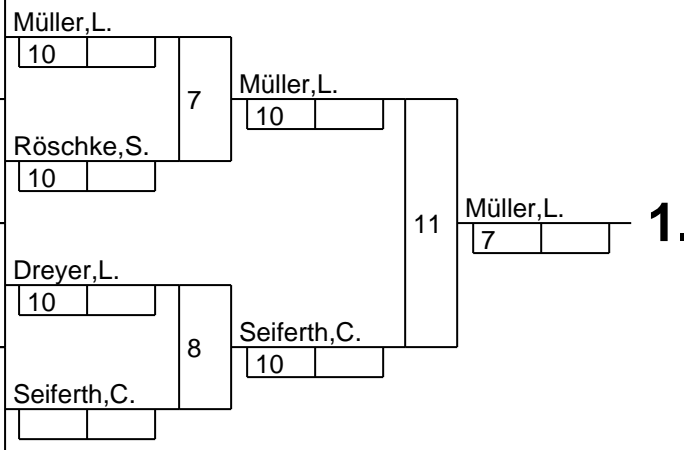 Müller,L.
10
7
Müller,L.
10
Röschke,S.
10
11
Müller,L.
7
1.
Dreyer,L.
10
8
Seiferth,C.
10
Seiferth,C.